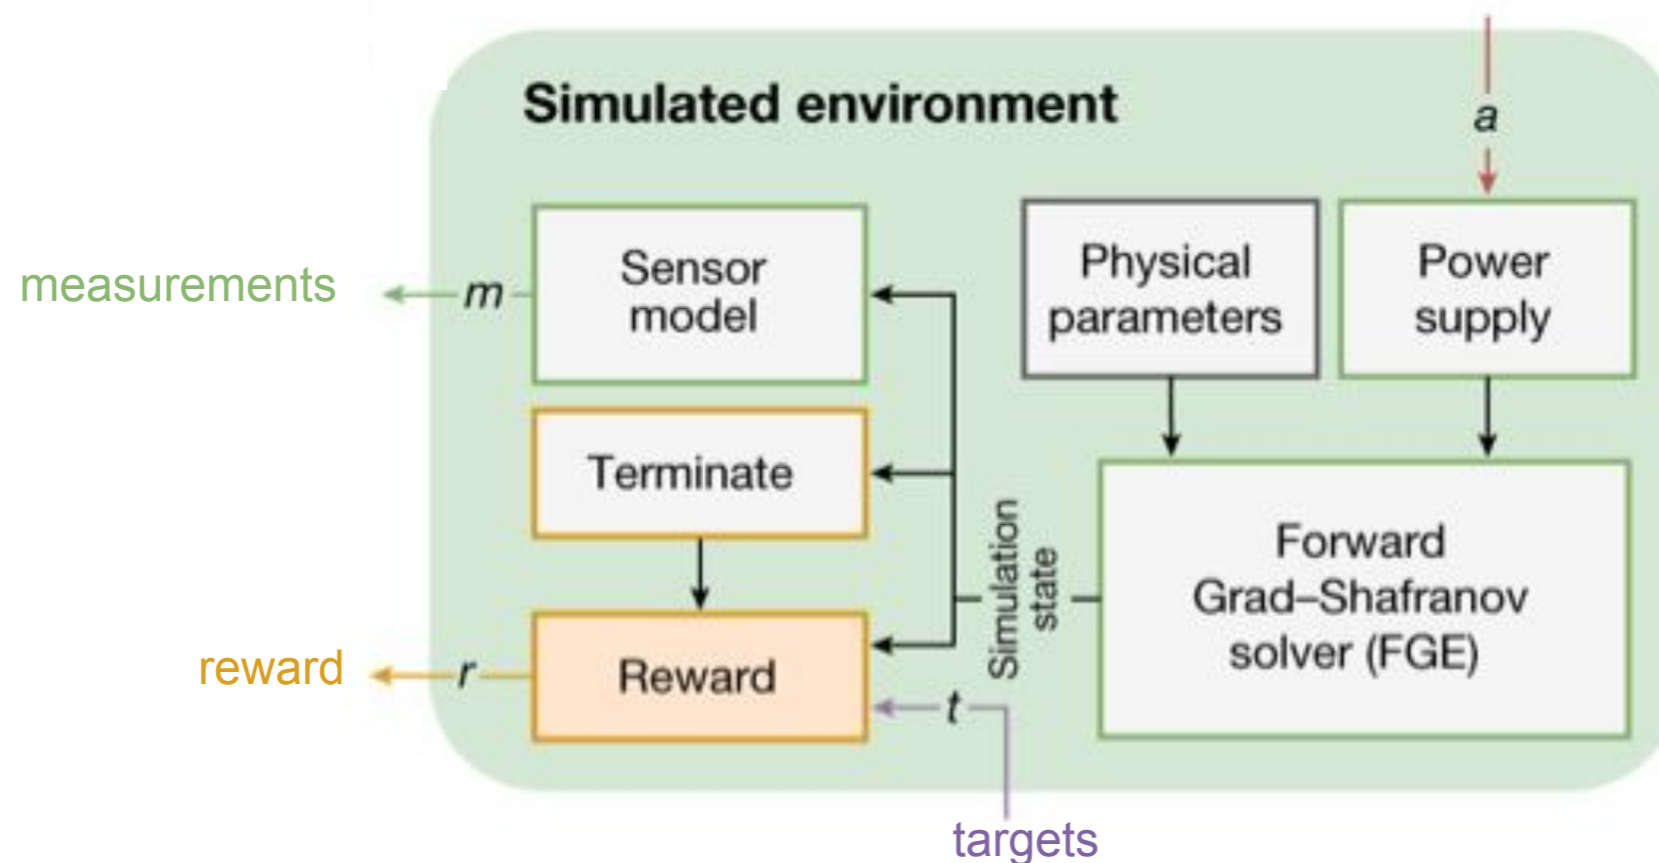 Simulated environment
a
Sensor
model
Physical
parameters
Power
supply
measurements
m
Terminate
Simulation
state
Forward
Grad–Shafranov
solver (FGE)
reward
r
Reward
t
targets